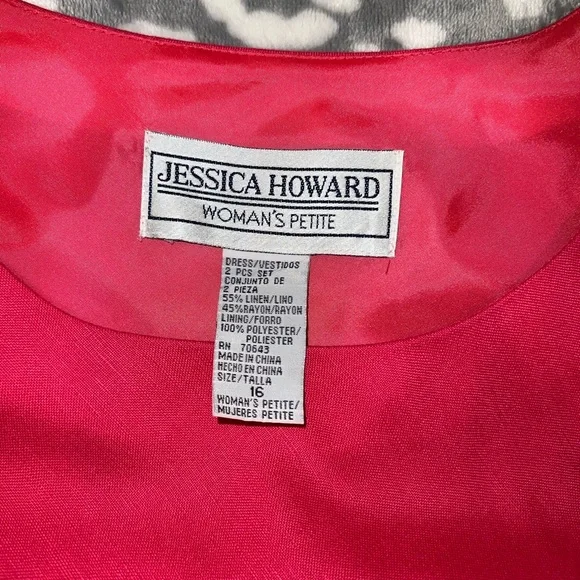 JESSICA HOWARD
WOMAN'S PETITE
DRESS/VESTIDOS
2 PCS SET
CONJUNTO DE
2 PIEZA
55% LINEN/LINO
45% RAYON/RAYON
LINING/FORRO
100% POLYESTER/
POLIESTER
RN 70643
MADE IN CHINA
HECHO EN CHINA
SIZE/TALLA
16
WOMAN'S PETITE/
MUJERES PETITE